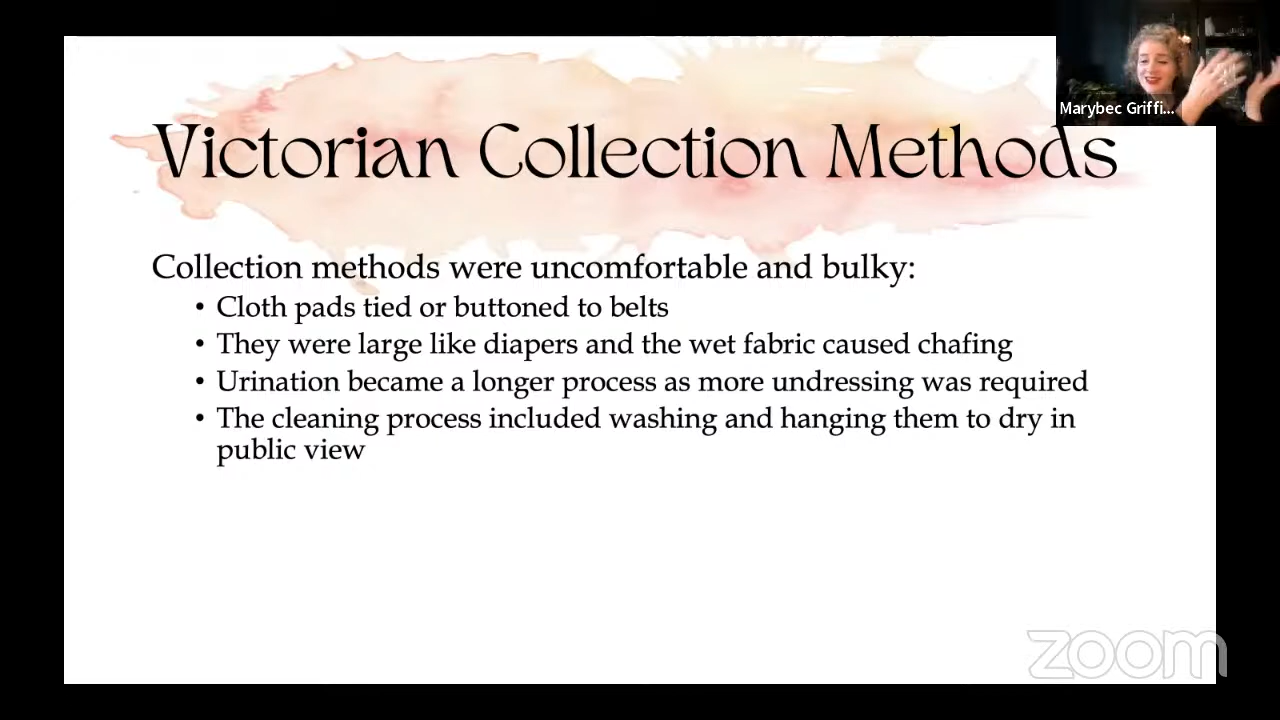 Victorian Collection Methods
Marybec Griffi...
Collection methods were uncomfortable and bulky:
• Cloth pads tied or buttoned to belts
• They were large like diapers and the wet fabric caused chafing
• Urination became a longer process as more undressing was required
• The cleaning process included washing and hanging them to dry in
public view
zoom